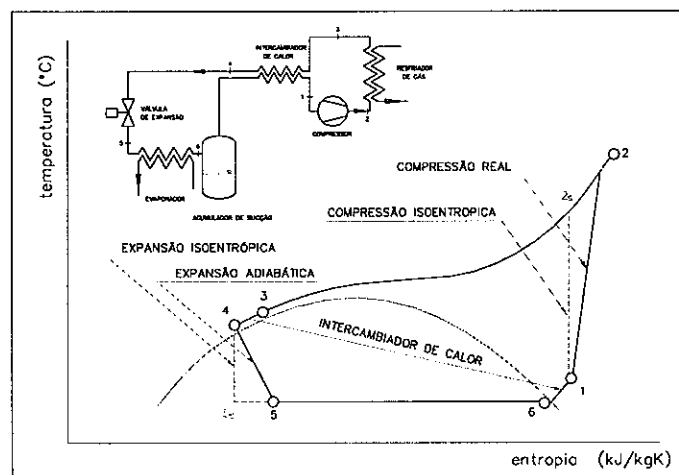 temperatura (°C)
INTERCAMBIADOR
DE CALOR
3
RESFRIADOR
DE GÁS
4
1
COMPRESSOR
2
VÁLVULA
DE EXPANSÃO
5
6
EVAPORADOR
ACUMULADOR DE SUCÇÃO
COMPRESSÃO REAL
2
2s
COMPRESSÃO ISOENTROPICA
EXPANSÃO ISOENTRÓPICA
EXPANSÃO ADIABÁTICA
4
3
INTERCAMBIADOR DE CALOR
1
5
6
entropia (kJ/kgK)